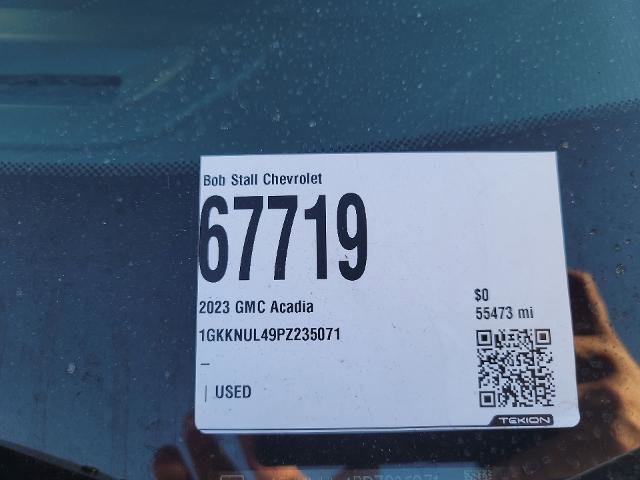 Bob Stall Chevrolet
67719
2023 GMC Acadia
$0
55473 mi
1GKKNUL49PZ235071
–
| USED
TEKION